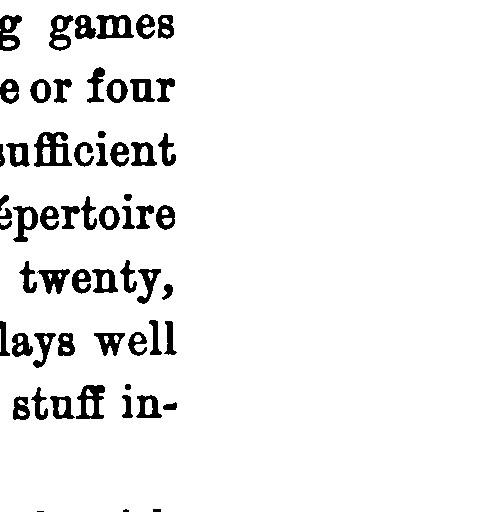 g games
e or four
sufficient
épertoire
twenty,
lays well
stuff in-